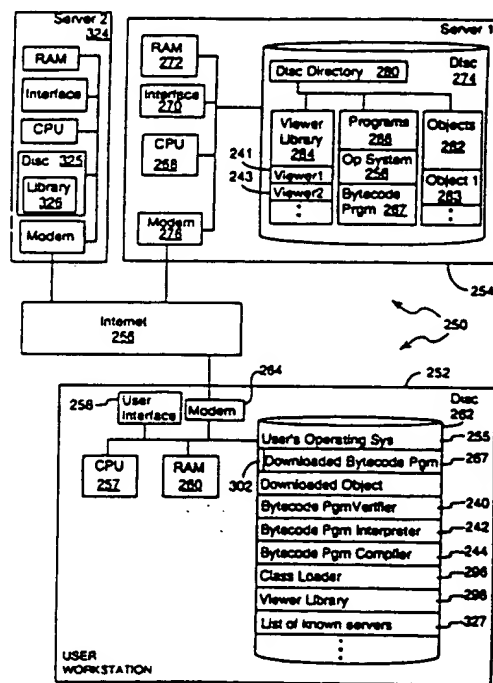 Server 2
324
RAM
Interface
CPU
Disc 325
Library
326
Modem
Server 1
RAM
272
Interface
270
CPU
268
Modem
276
Disc Directory 280
Disc
274
Viewer
Library
284
241
Viewer1
243
Viewer2
Programs
286
Op System
256
Bytecode
Prgm 267
Objects
282
Object 1
283
254
250
Internet
256
252
258
User
Interface
Modem
264
Disc
262
CPU
257
RAM
260
302
User's Operating Sys
255
Downloaded Bytecode Pgm
267
Downloaded Object
Bytecode PgmVerifier
240
Bytecode Pgm Interpreter
242
Bytecode Pgm Compiler
244
Class Loader
296
Viewer Library
298
List of known servers
327
USER
WORKSTATION